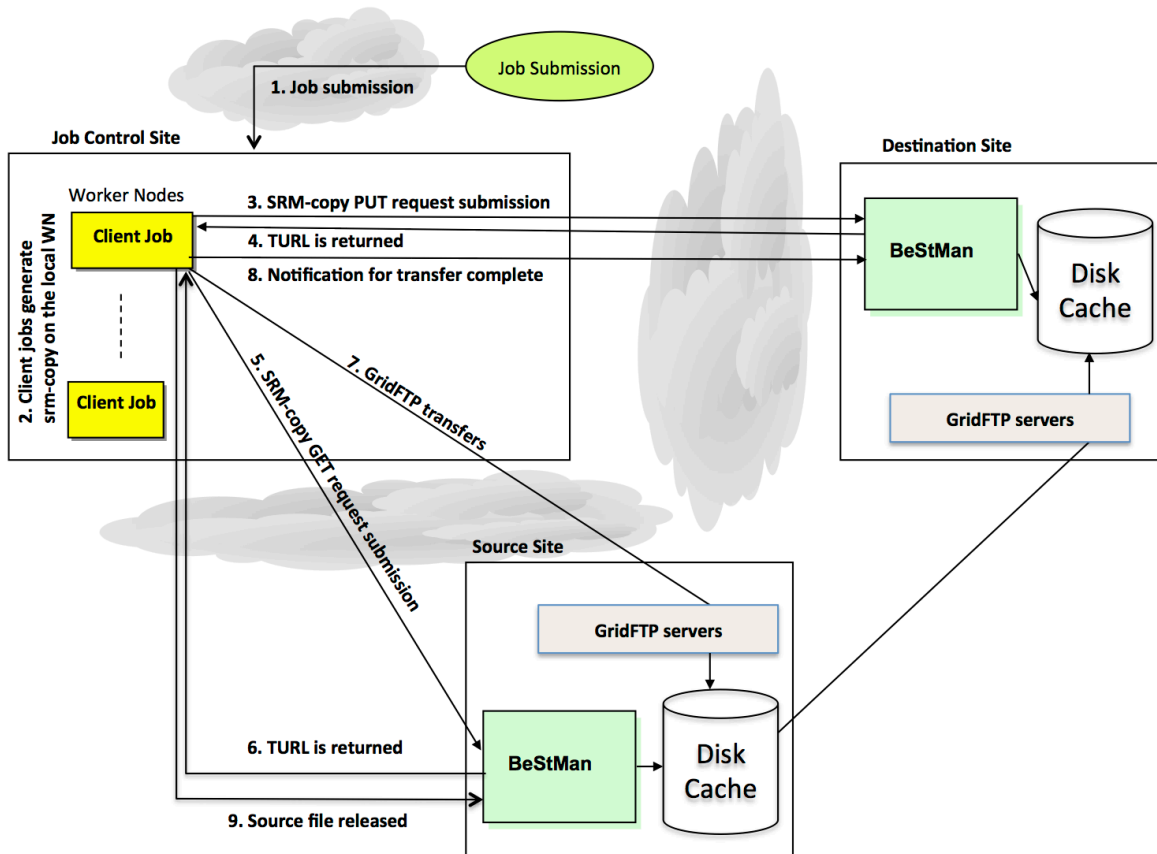 Job Submission
1. Job submission
Job Control Site
Destination Site
Worker Nodes
Client Job
3. SRM-copy PUT request submission
4. TURL is returned
8. Notification for transfer complete
BeStMan
Disk
Cache
2. Client jobs generate
srm-copy on the local WN
Client Job
7. GridFTP transfers
5. SRM-copy GET request submission
GridFTP servers
Source Site
GridFTP servers
6. TURL is returned
BeStMan
Disk
Cache
9. Source file released